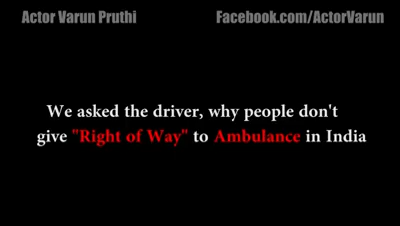 Actor Varun Pruthi
Facebook.com/ActorVarun
We asked the driver, why people don't
give "Right of Way" to Ambulance in India